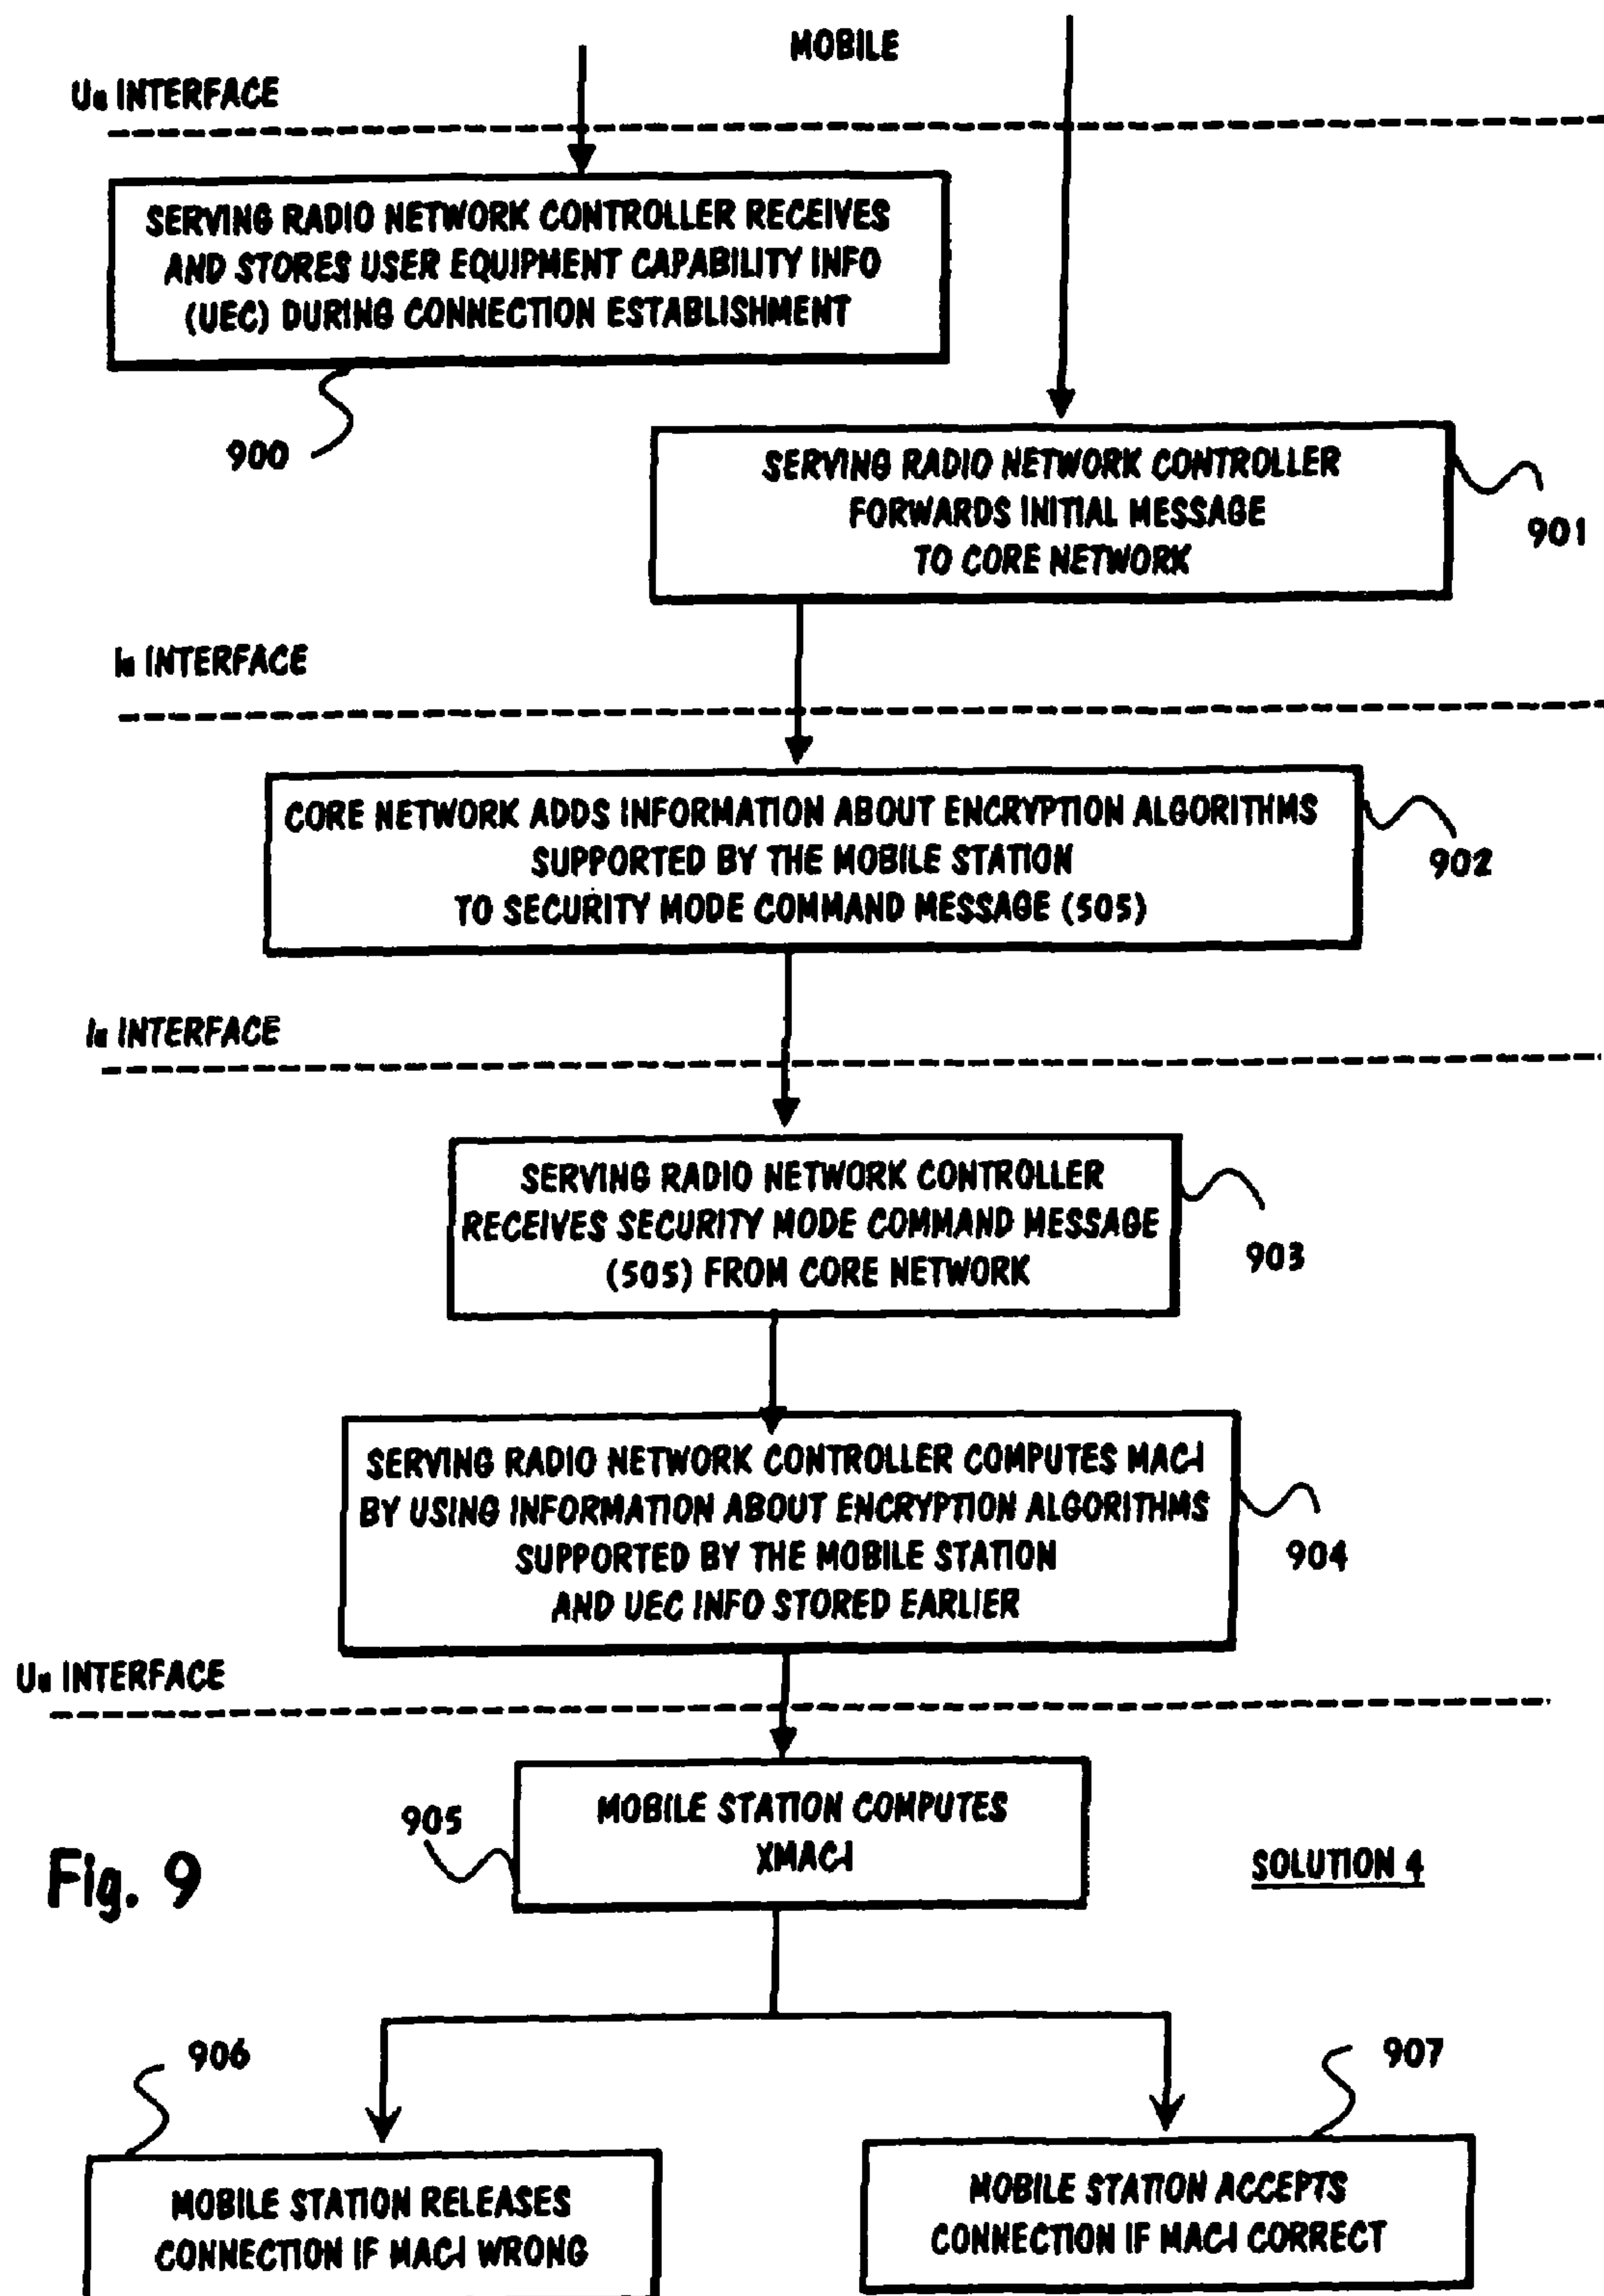 MOBILE
Uu INTERFACE
SERVING RADIO NETWORK CONTROLLER RECEIVES
AND STORES USER EQUIPMENT CAPABILITY INFO
(UEC) DURING CONNECTION ESTABLISHMENT
900
SERVING RADIO NETWORK CONTROLLER
FORWARDS INITIAL MESSAGE
TO CORE NETWORK
901
Iu INTERFACE
CORE NETWORK ADDS INFORMATION ABOUT ENCRYPTION ALGORITHMS
SUPPORTED BY THE MOBILE STATION
TO SECURITY MODE COMMAND MESSAGE (505)
902
Iu INTERFACE
SERVING RADIO NETWORK CONTROLLER
RECEIVES SECURITY MODE COMMAND MESSAGE
(505) FROM CORE NETWORK
903
SERVING RADIO NETWORK CONTROLLER COMPUTES MAC-I
BY USING INFORMATION ABOUT ENCRYPTION ALGORITHMS
SUPPORTED BY THE MOBILE STATION
AND UEC INFO STORED EARLIER
904
Uu INTERFACE
MOBILE STATION COMPUTES
XMAC-I
905
Fig. 9
SOLUTION 4
906
907
MOBILE STATION RELEASES
CONNECTION IF MAC-I WRONG
MOBILE STATION ACCEPTS
CONNECTION IF MAC-I CORRECT